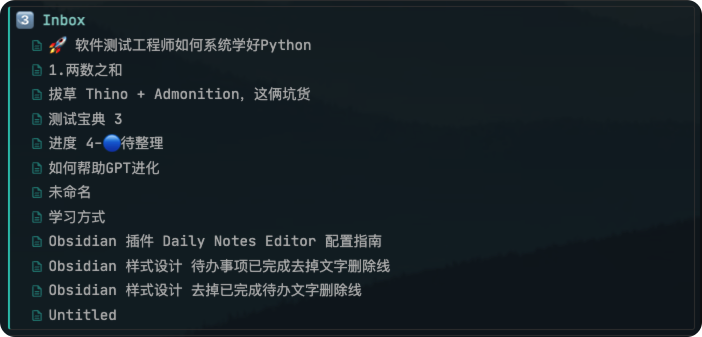 3 Inbox
🚀 软件测试工程师如何系统学好Python
1.两数之和
拔草 Thino + Admonition，这俩坑货
测试宝典 3
进度 4-🔵待整理
如何帮助GPT进化
未命名
学习方式
Obsidian 插件 Daily Notes Editor 配置指南
Obsidian 样式设计 待办事项已完成去掉文字删除线
Obsidian 样式设计 去掉已完成待办文字删除线
Untitled